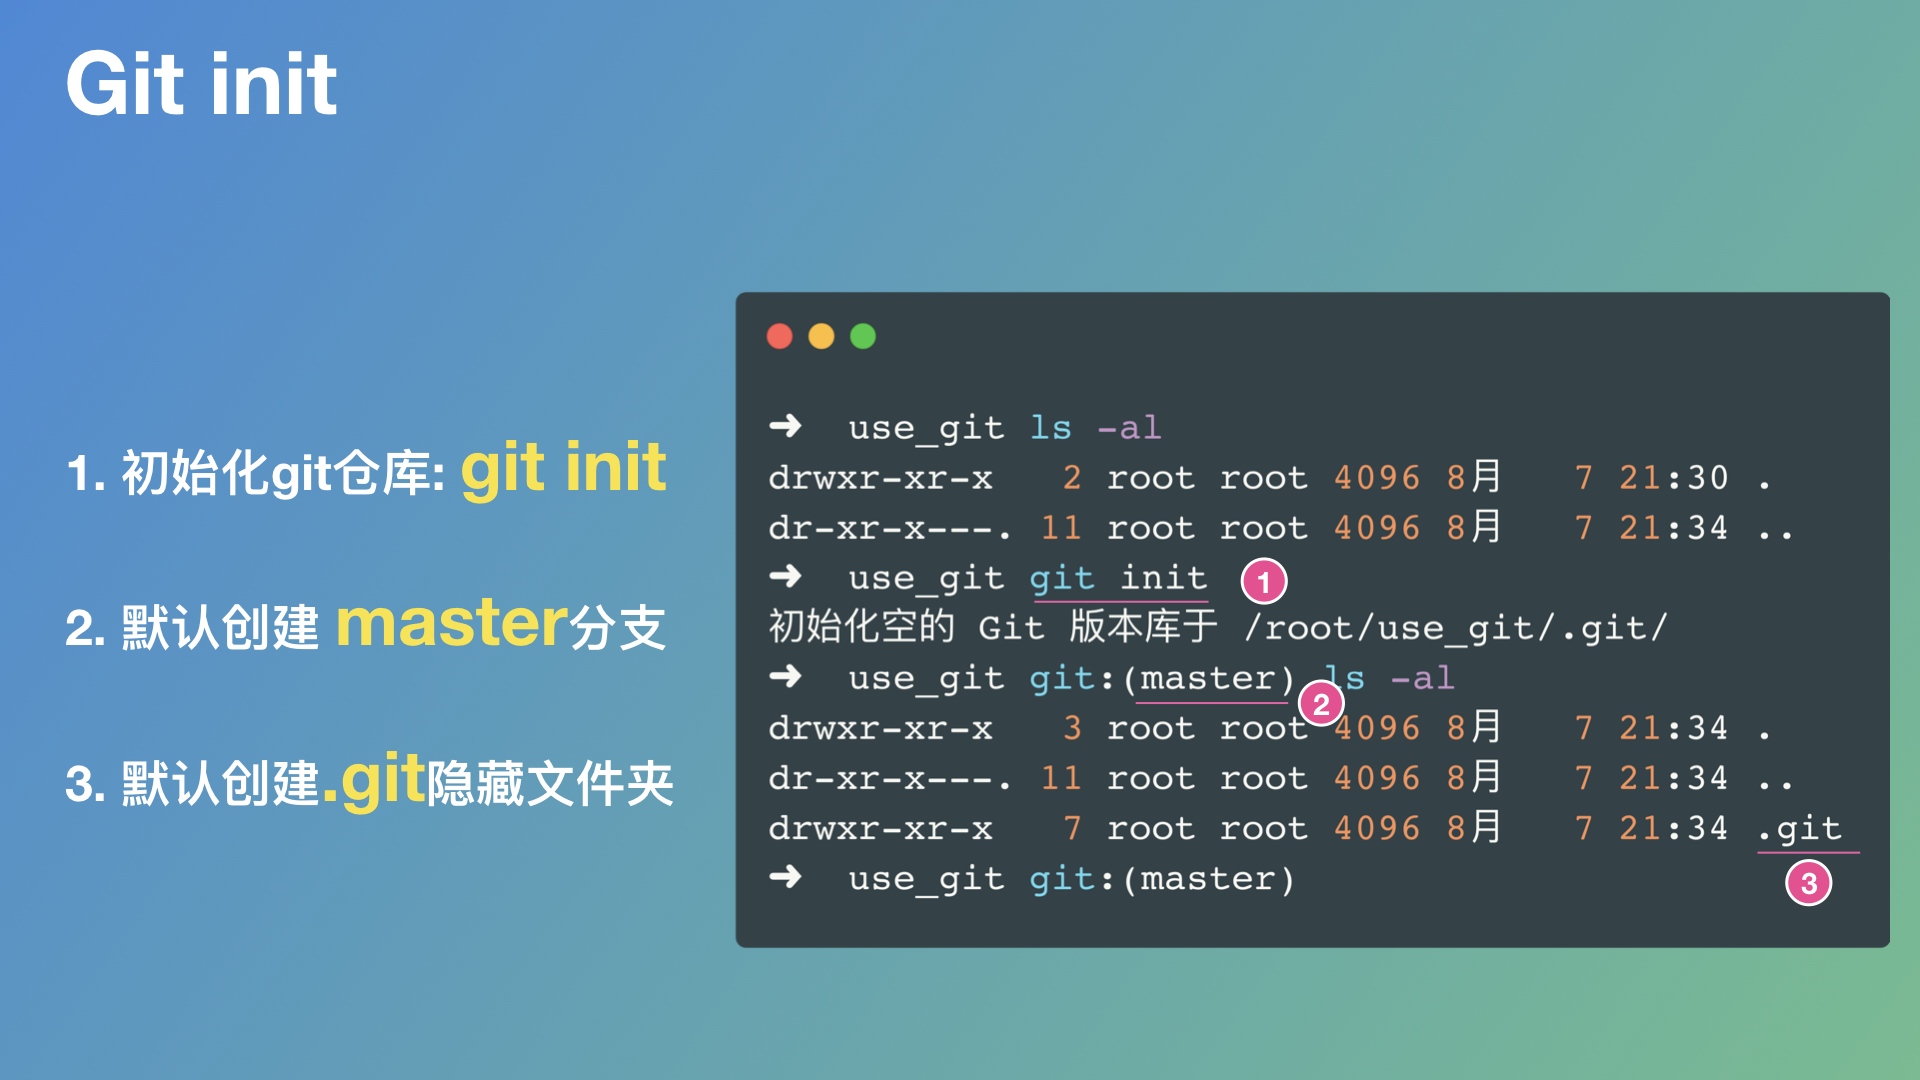 Git init
1. 初始化git仓库: git init
2. 默认创建 master分支
3. 默认创建.git隐藏文件夹
➜ use_git ls -al
drwxr-xr-x 2 root root 4096 8月 7 21:30 .
dr-xr-x---. 11 root root 4096 8月 7 21:34 ..
➜ use_git git init 1
初始化空的 Git 版本库于 /root/use_git/.git/
➜ use_git git:(master) ls -al
2
drwxr-xr-x 3 root root 4096 8月 7 21:34 .
dr-xr-x---. 11 root root 4096 8月 7 21:34 ..
drwxr-xr-x 7 root root 4096 8月 7 21:34 .git
➜ use_git git:(master)
3